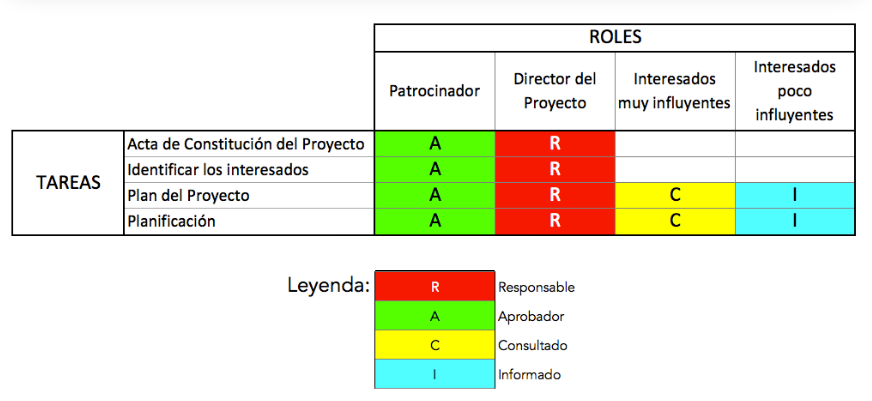 ROLES
Patrocinador
Director del
Proyecto
Interesados
muy influyentes
Interesados
poco
influyentes
TAREAS
Acta de Constitución del Proyecto A R
Identificar los interesados A R
Plan del Proyecto A R C I
Planificación A R C I
Leyenda:
R Responsable
A Aprobador
C Consultado
I Informado